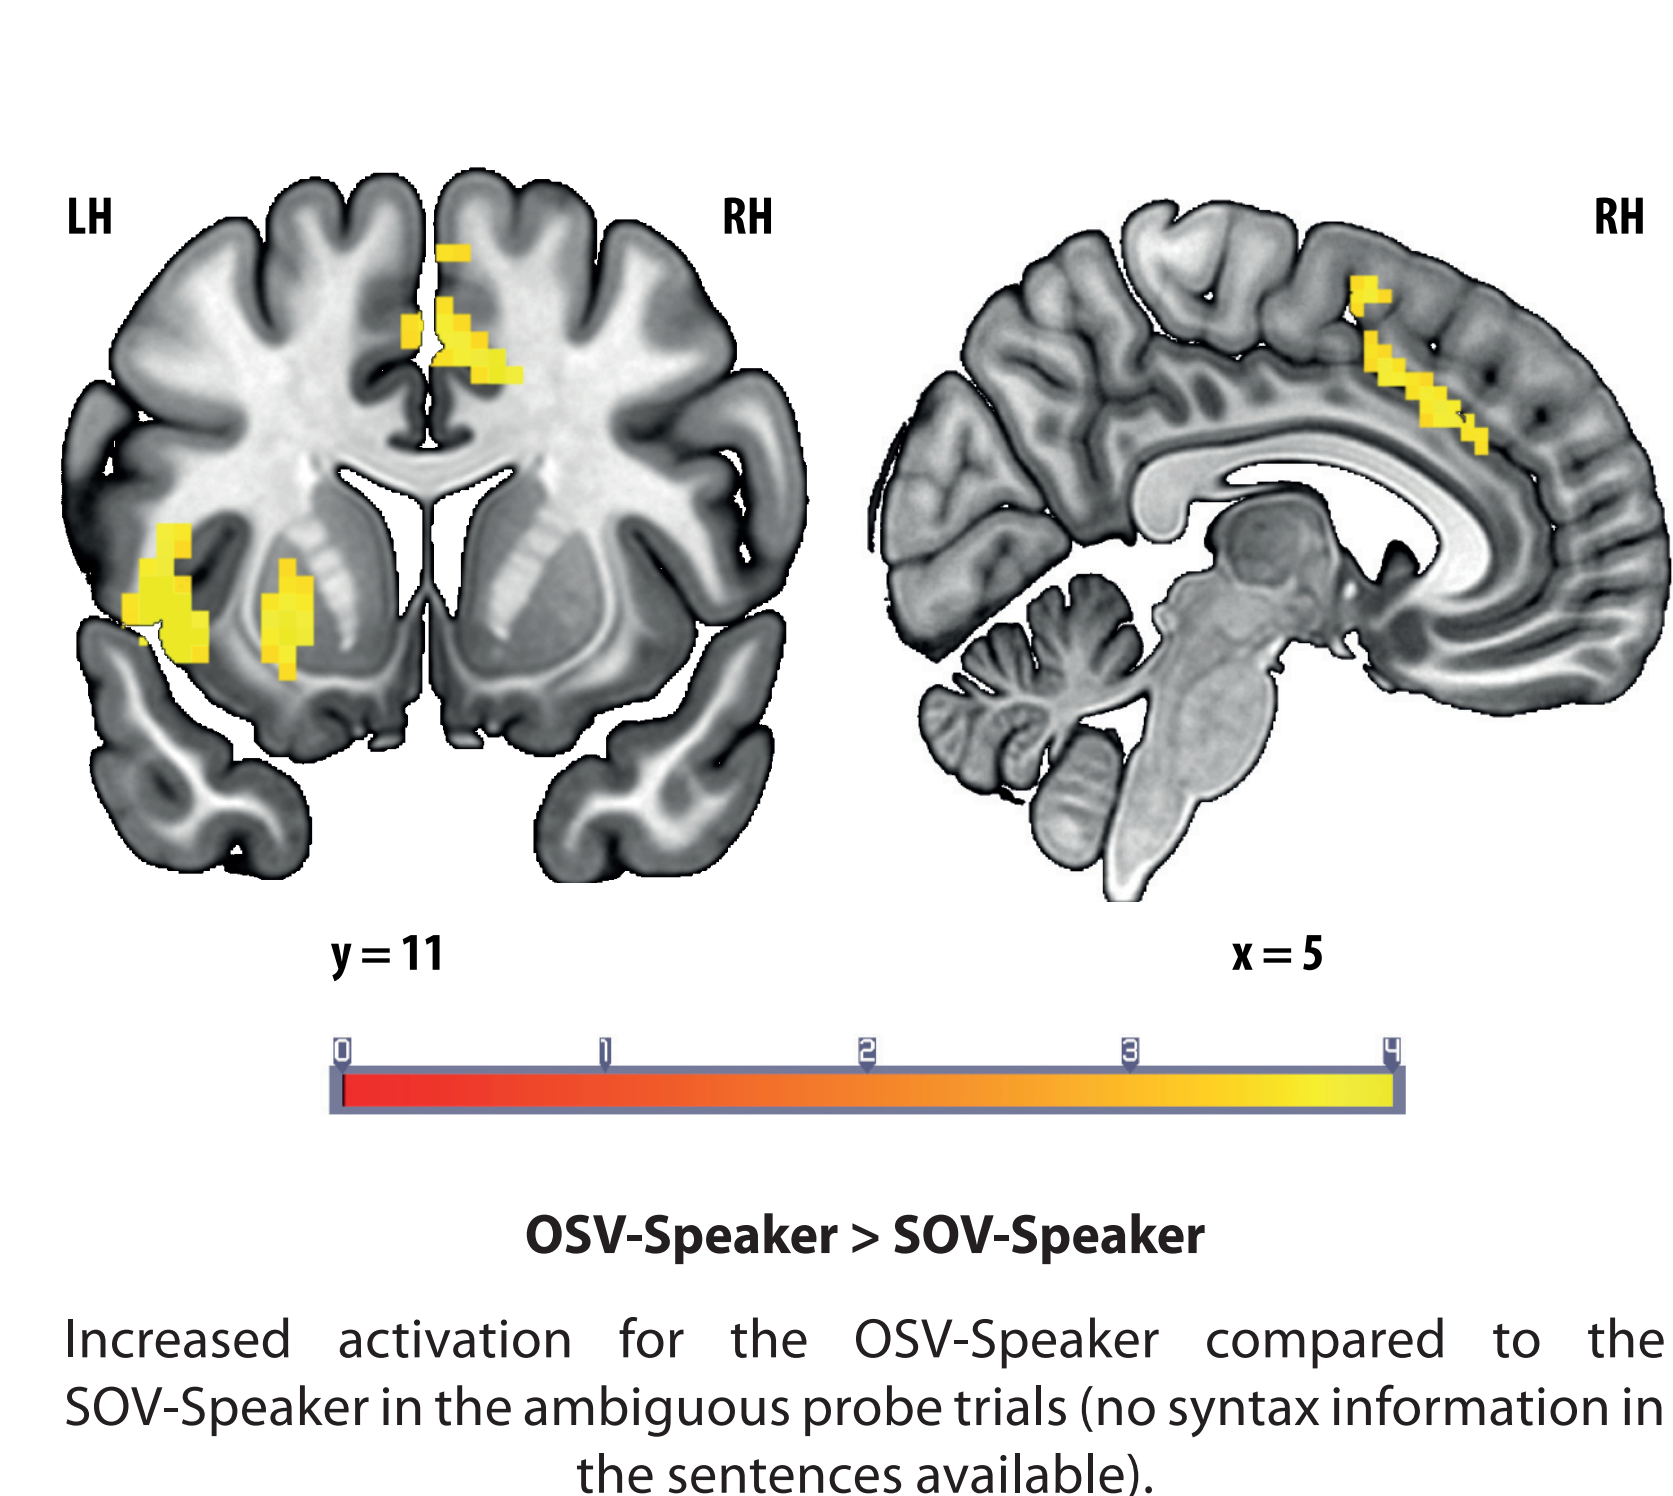 LH RH RH
y = 11 x = 5
0 1 2 3 4
OSV-Speaker > SOV-Speaker
Increased activation for the OSV-Speaker compared to the
SOV-Speaker in the ambiguous probe trials (no syntax information in
the sentences available).